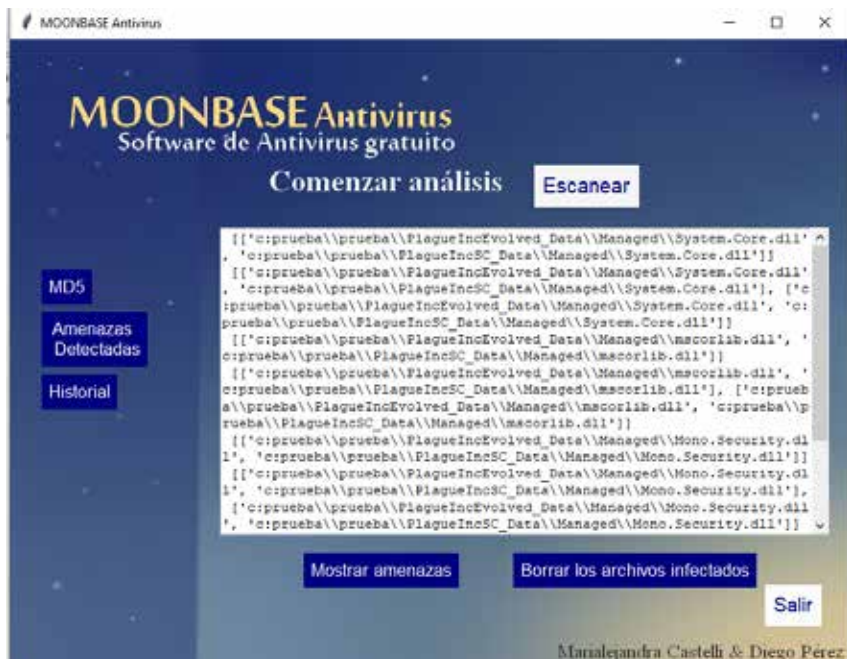 MOONBASE Antivirus
MOONBASE Antivirus
Software de Antivirus gratuito
Comenzar análisis
Escanear
MD5
Amenazas
Detectadas
Historial
[['c:prueba\\prueba\\PlagueIncEvolved_Data\\Managed\\System.Core.dll'
, 'c:prueba\\prueba\\PlagueIncSC_Data\\Managed\\System.Core.dll']]
[['c:prueba\\prueba\\PlagueIncEvolved_Data\\Managed\\System.Core.dll'
, 'c:prueba\\prueba\\PlagueIncSC_Data\\Managed\\System.Core.dll'], ['c
:prueba\\prueba\\PlagueIncEvolved_Data\\Managed\\System.Core.dll', 'c:
prueba\\prueba\\PlagueIncSC_Data\\Managed\\System.Core.dll']]
[['c:prueba\\prueba\\PlagueIncEvolved_Data\\Managed\\mscorlib.dll', '
c:prueba\\prueba\\PlagueIncSC_Data\\Managed\\mscorlib.dll']]
[['c:prueba\\prueba\\PlagueIncEvolved_Data\\Managed\\mscorlib.dll', '
c:prueba\\prueba\\PlagueIncSC_Data\\Managed\\mscorlib.dll'], ['c:prueb
a\\prueba\\PlagueIncEvolved_Data\\Managed\\mscorlib.dll', 'c:prueba\\p
rueba\\PlagueIncSC_Data\\Managed\\mscorlib.dll']]
[['c:prueba\\prueba\\PlagueIncEvolved_Data\\Managed\\Mono.Security.dl
l', 'c:prueba\\prueba\\PlagueIncSC_Data\\Managed\\Mono.Security.dll']]
[['c:prueba\\prueba\\PlagueIncEvolved_Data\\Managed\\Mono.Security.dl
l', 'c:prueba\\prueba\\PlagueIncSC_Data\\Managed\\Mono.Security.dll'],
['c:prueba\\prueba\\PlagueIncEvolved_Data\\Managed\\Mono.Security.dll
', 'c:prueba\\prueba\\PlagueIncSC_Data\\Managed\\Mono.Security.dll']]
Mostrar amenazas
Borrar los archivos infectados
Salir
Marialejandra Castelli & Diego Pérez